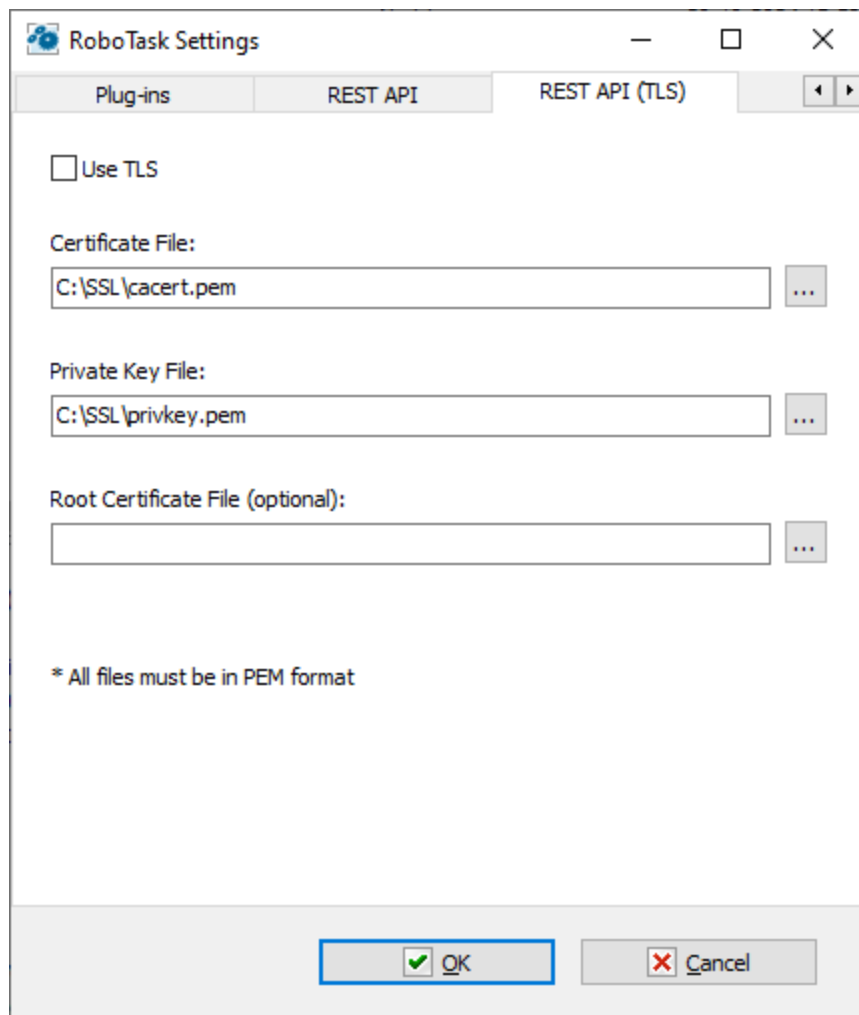 RoboTask Settings
Plug-ins REST API REST API (TLS)
Use TLS
Certificate File:
C:\SSL\cacert.pem
...
Private Key File:
C:\SSL\privkey.pem
...
Root Certificate File (optional):
...
* All files must be in PEM format
OK Cancel